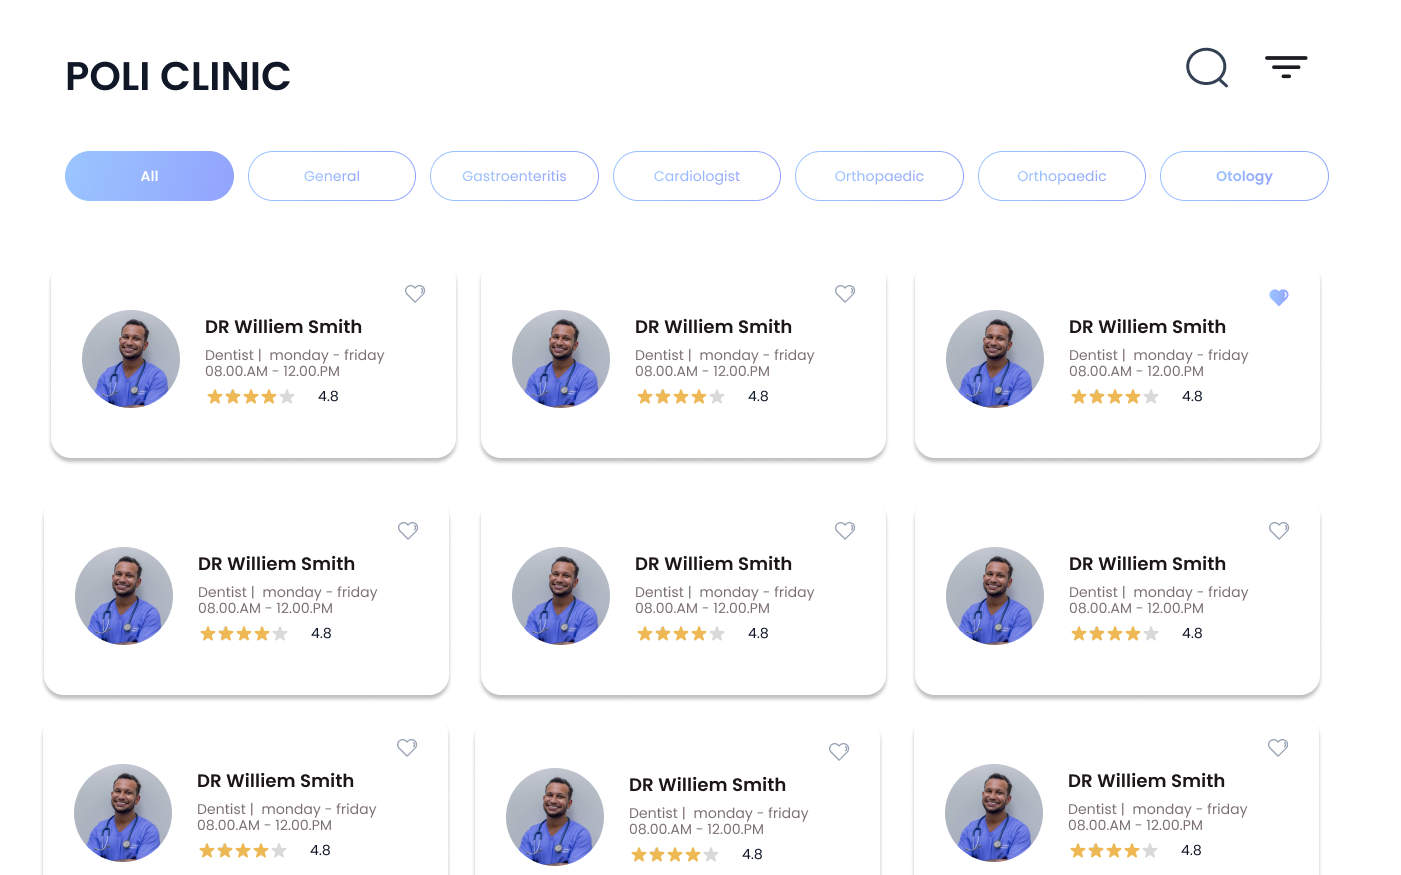 POLI CLINIC
All
General
Gastroenteritis
Cardiologist
Orthopaedic
Orthopaedic
Otology
DR Williem Smith
Dentist | monday - friday
08.00.AM - 12.00.PM
4.8
DR Williem Smith
Dentist | monday - friday
08.00.AM - 12.00.PM
4.8
DR Williem Smith
Dentist | monday - friday
08.00.AM - 12.00.PM
4.8
DR Williem Smith
Dentist | monday - friday
08.00.AM - 12.00.PM
4.8
DR Williem Smith
Dentist | monday - friday
08.00.AM - 12.00.PM
4.8
DR Williem Smith
Dentist | monday - friday
08.00.AM - 12.00.PM
4.8
DR Williem Smith
Dentist | monday - friday
08.00.AM - 12.00.PM
4.8
DR Williem Smith
Dentist | monday - friday
08.00.AM - 12.00.PM
4.8
DR Williem Smith
Dentist | monday - friday
08.00.AM - 12.00.PM
4.8